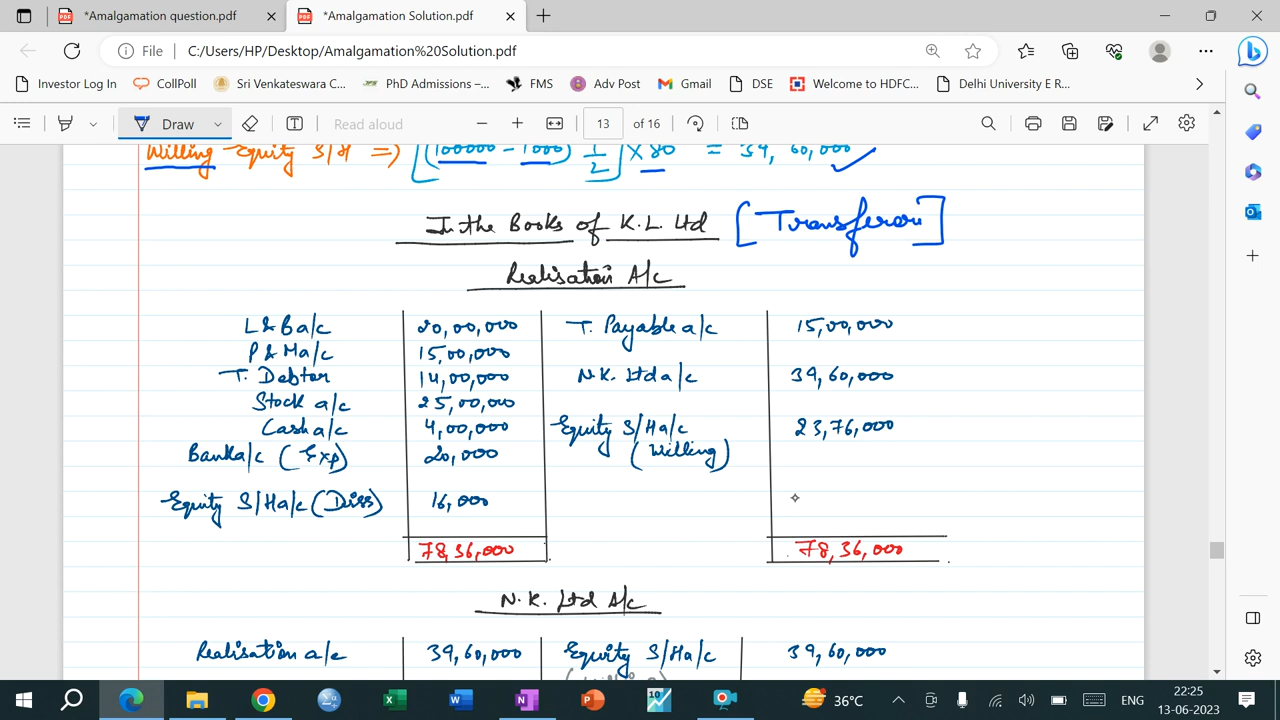 *Amalgamation question.pdf
*Amalgamation Solution.pdf
File C:/Users/HP/Desktop/Amalgamation%20Solution.pdf
Investor Log In CollPoll Sri Venkateswara C... PhD Admissions –... FMS Adv Post Gmail DSE Welcome to HDFC... Delhi University E R...
Draw Read aloud 13 of 16
Willing Equity S/H => [(100000 - 1000) 1/2] x 80 = 39,60,000
In the Books of K.L. Ltd [Transferor]
Realisation A/c
L & B a/c 20,00,000 T. Payable a/c 15,00,000
P & M a/c 15,00,000
T. Debtor 14,00,000 N.K. Ltd a/c 39,60,000
Stock a/c 25,00,000
Cash a/c 4,00,000 Equity S/H a/c 23,76,000
Bank a/c (Exp) 20,000 (Willing)
Equity S/H a/c (Diss) 16,000
78,36,000 78,36,000
N.K. Ltd A/c
Realisation a/c 39,60,000 Equity S/H a/c 39,60,000
10
36°C ENG 22:25
13-06-2023